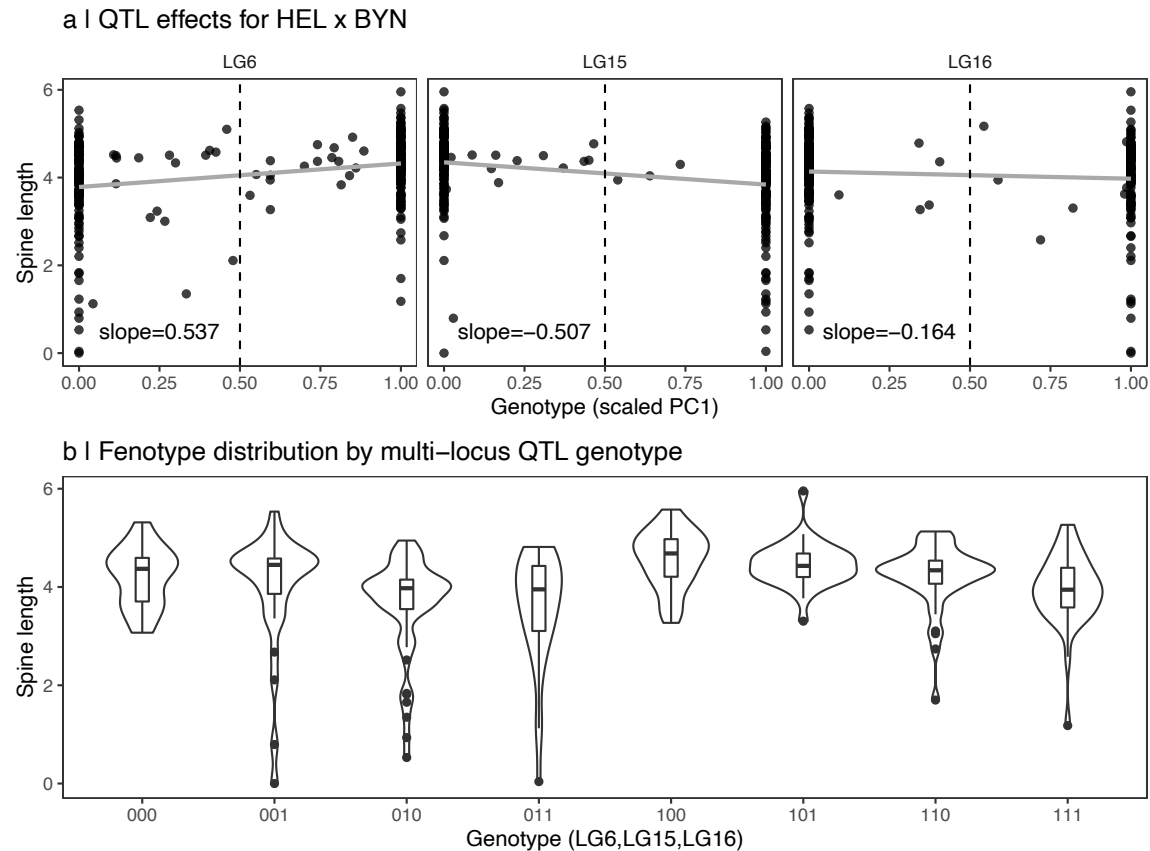 a | QTL effects for HEL x BYN
LG6 LG15 LG16
Spine length
6
4
2
0
slope=0.537 slope=−0.507 slope=−0.164
0.00 0.25 0.50 0.75 1.00 0.00 0.25 0.50 0.75 1.00 0.00 0.25 0.50 0.75 1.00
Genotype (scaled PC1)
b | Fenotype distribution by multi−locus QTL genotype
Spine length
6
4
2
0
000 001 010 011 100 101 110 111
Genotype (LG6,LG15,LG16)